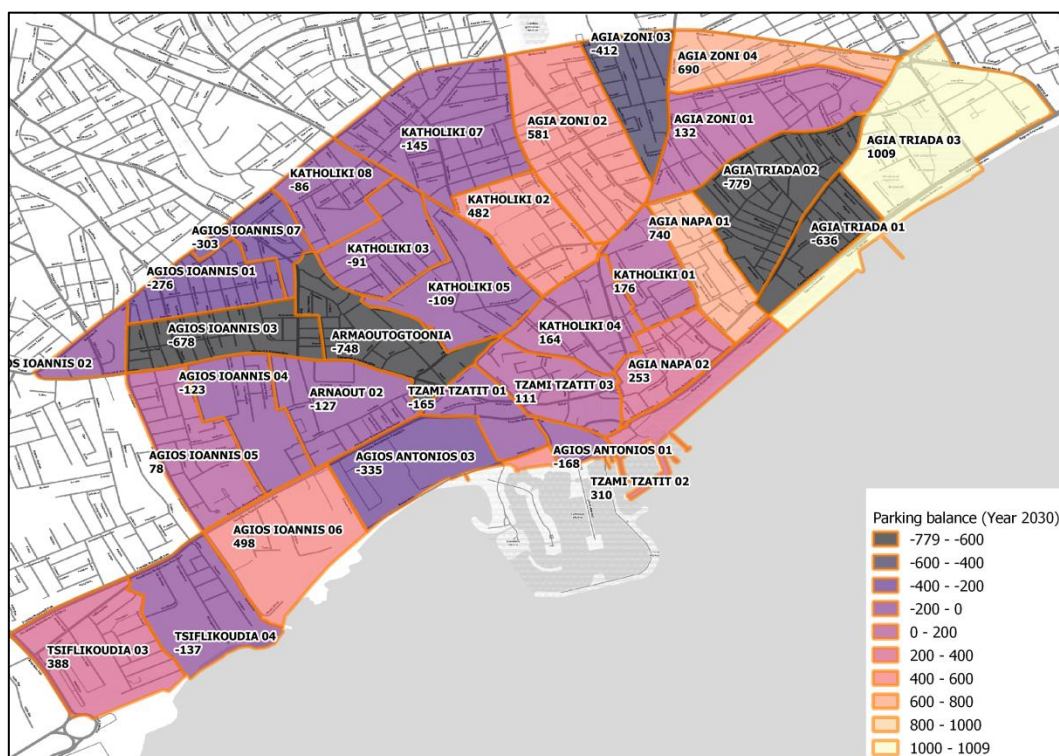 AGIA ZONI 03
-412
AGIA ZONI 04
690
KATHOLIKI 07
-145
AGIA ZONI 02
581
AGIA ZONI 01
132
AGIA TRIADA 03
1009
KATHOLIKI 08
-86
AGIA TRIADA 02
-779
KATHOLIKI 02
482
AGIOS IOANNIS 07
-303
AGIA NAPA 01
740
AGIA TRIADA 01
-636
KATHOLIKI 03
-91
AGIOS IOANNIS 01
-276
KATHOLIKI 01
176
KATHOLIKI 05
-109
AGIOS IOANNIS 03
-678
ARMAOUTOGTOONIA
-748
KATHOLIKI 04
164
OS IOANNIS 02
AGIA NAPA 02
253
AGIOS IOANNIS 04
-123
ARNAOUT 02
-127
TZAMI TZATIT 01
-165
TZAMI TZATIT 03
111
AGIOS IOANNIS 05
78
AGIOS ANTONIOS 03
-335
AGIOS ANTONIOS 01
-168
TZAMI TZATIT 02
310
AGIOS IOANNIS 06
498
TSIFLIKOUDIA 04
-137
TSIFLIKOUDIA 03
388
Parking balance (Year 2030)
-779 - -600
-600 - -400
-400 - -200
-200 - 0
0 - 200
200 - 400
400 - 600
600 - 800
800 - 1000
1000 - 1009